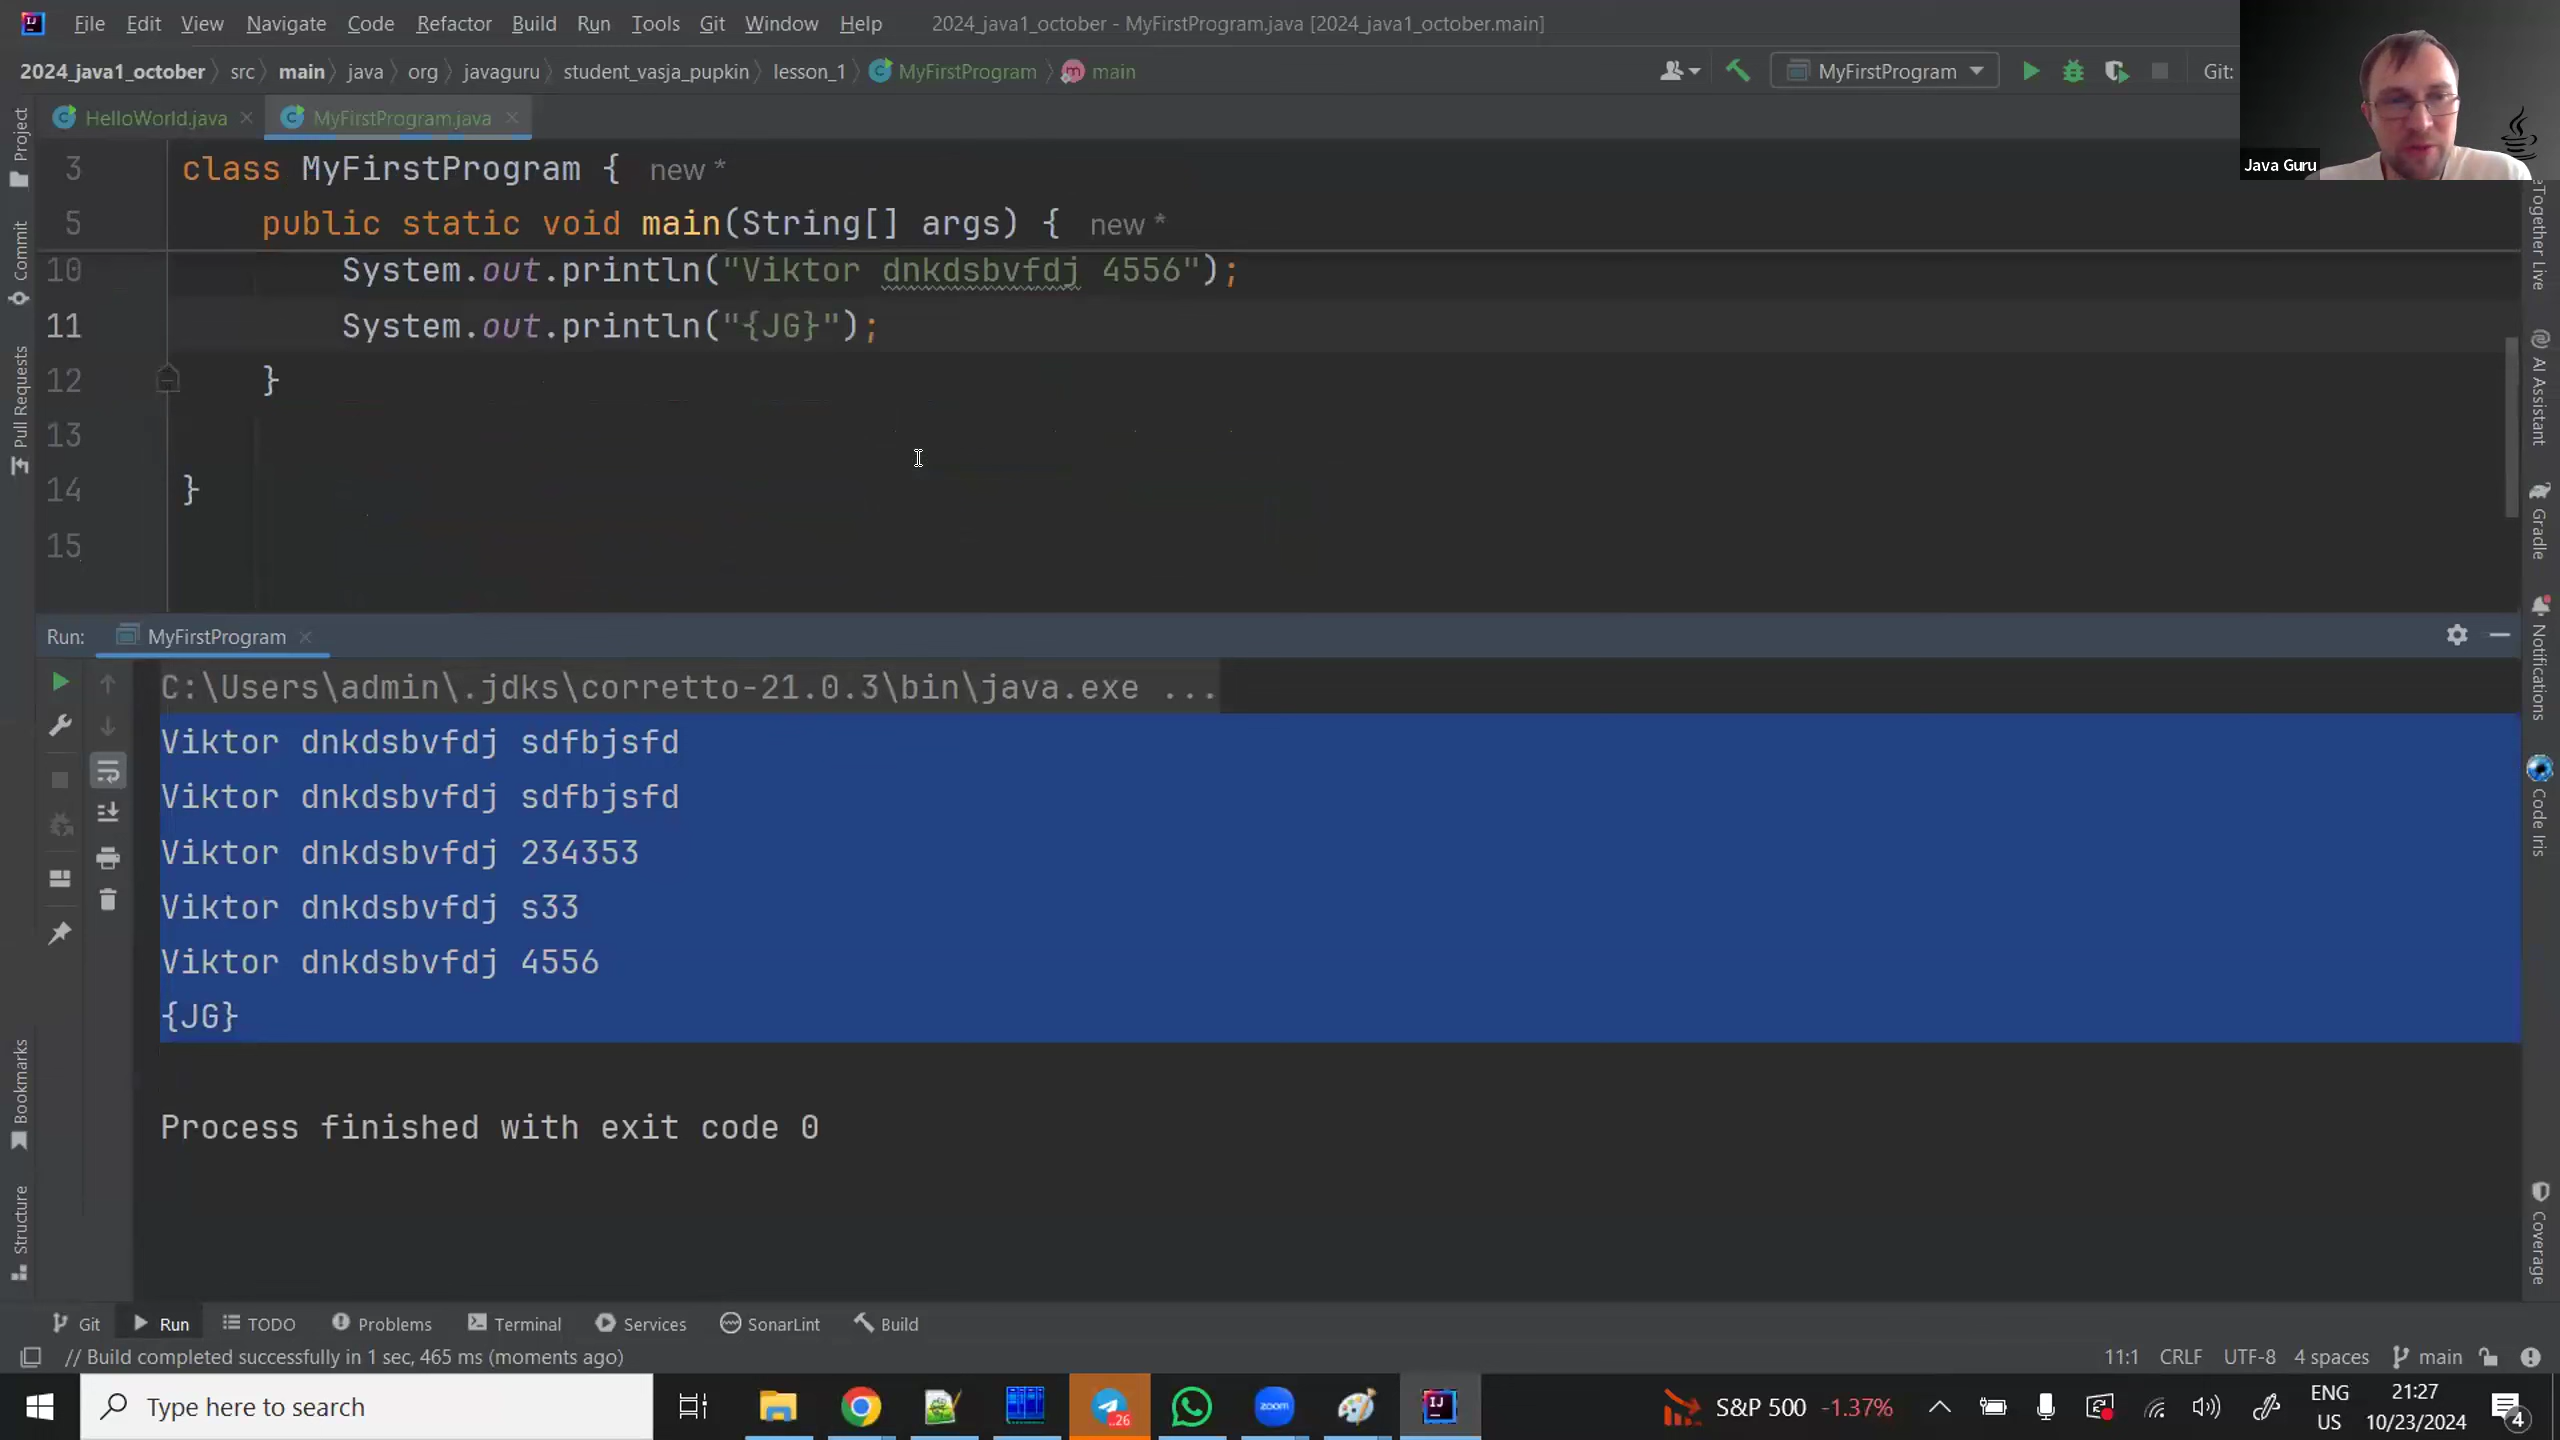 File Edit View Navigate Code Refactor Build Run Tools Git Window Help 2024_java1_october - MyFirstProgram.java [2024_java1_october.main]
2024_java1_october src main java org javaguru student_vasja_pupkin lesson_1 MyFirstProgram main MyFirstProgram Git:
Java Guru
HelloWorld.java MyFirstProgram.java
Project
Commit
Pull Requests
3 class MyFirstProgram { new *
5 public static void main(String[] args) { new *
10 System.out.println("Viktor dnkdsbvfdj 4556");
11 System.out.println("{JG}");
12 }
13
14 }
15
eTogether Live
AI Assistant
Gradle
Notifications
Code Iris
Coverage
Run: MyFirstProgram
C:\Users\admin\.jdks\corretto-21.0.3\bin\java.exe ...
Viktor dnkdsbvfdj sdfbjsfd
Viktor dnkdsbvfdj sdfbjsfd
Viktor dnkdsbvfdj 234353
Viktor dnkdsbvfdj s33
Viktor dnkdsbvfdj 4556
{JG}
Process finished with exit code 0
Bookmarks
Structure
Git Run TODO Problems Terminal Services SonarLint Build
// Build completed successfully in 1 sec, 465 ms (moments ago) 11:1 CRLF UTF-8 4 spaces main
Type here to search ..26 zoom IJ S&P 500 -1.37% ENG 21:27
US 10/23/2024 4